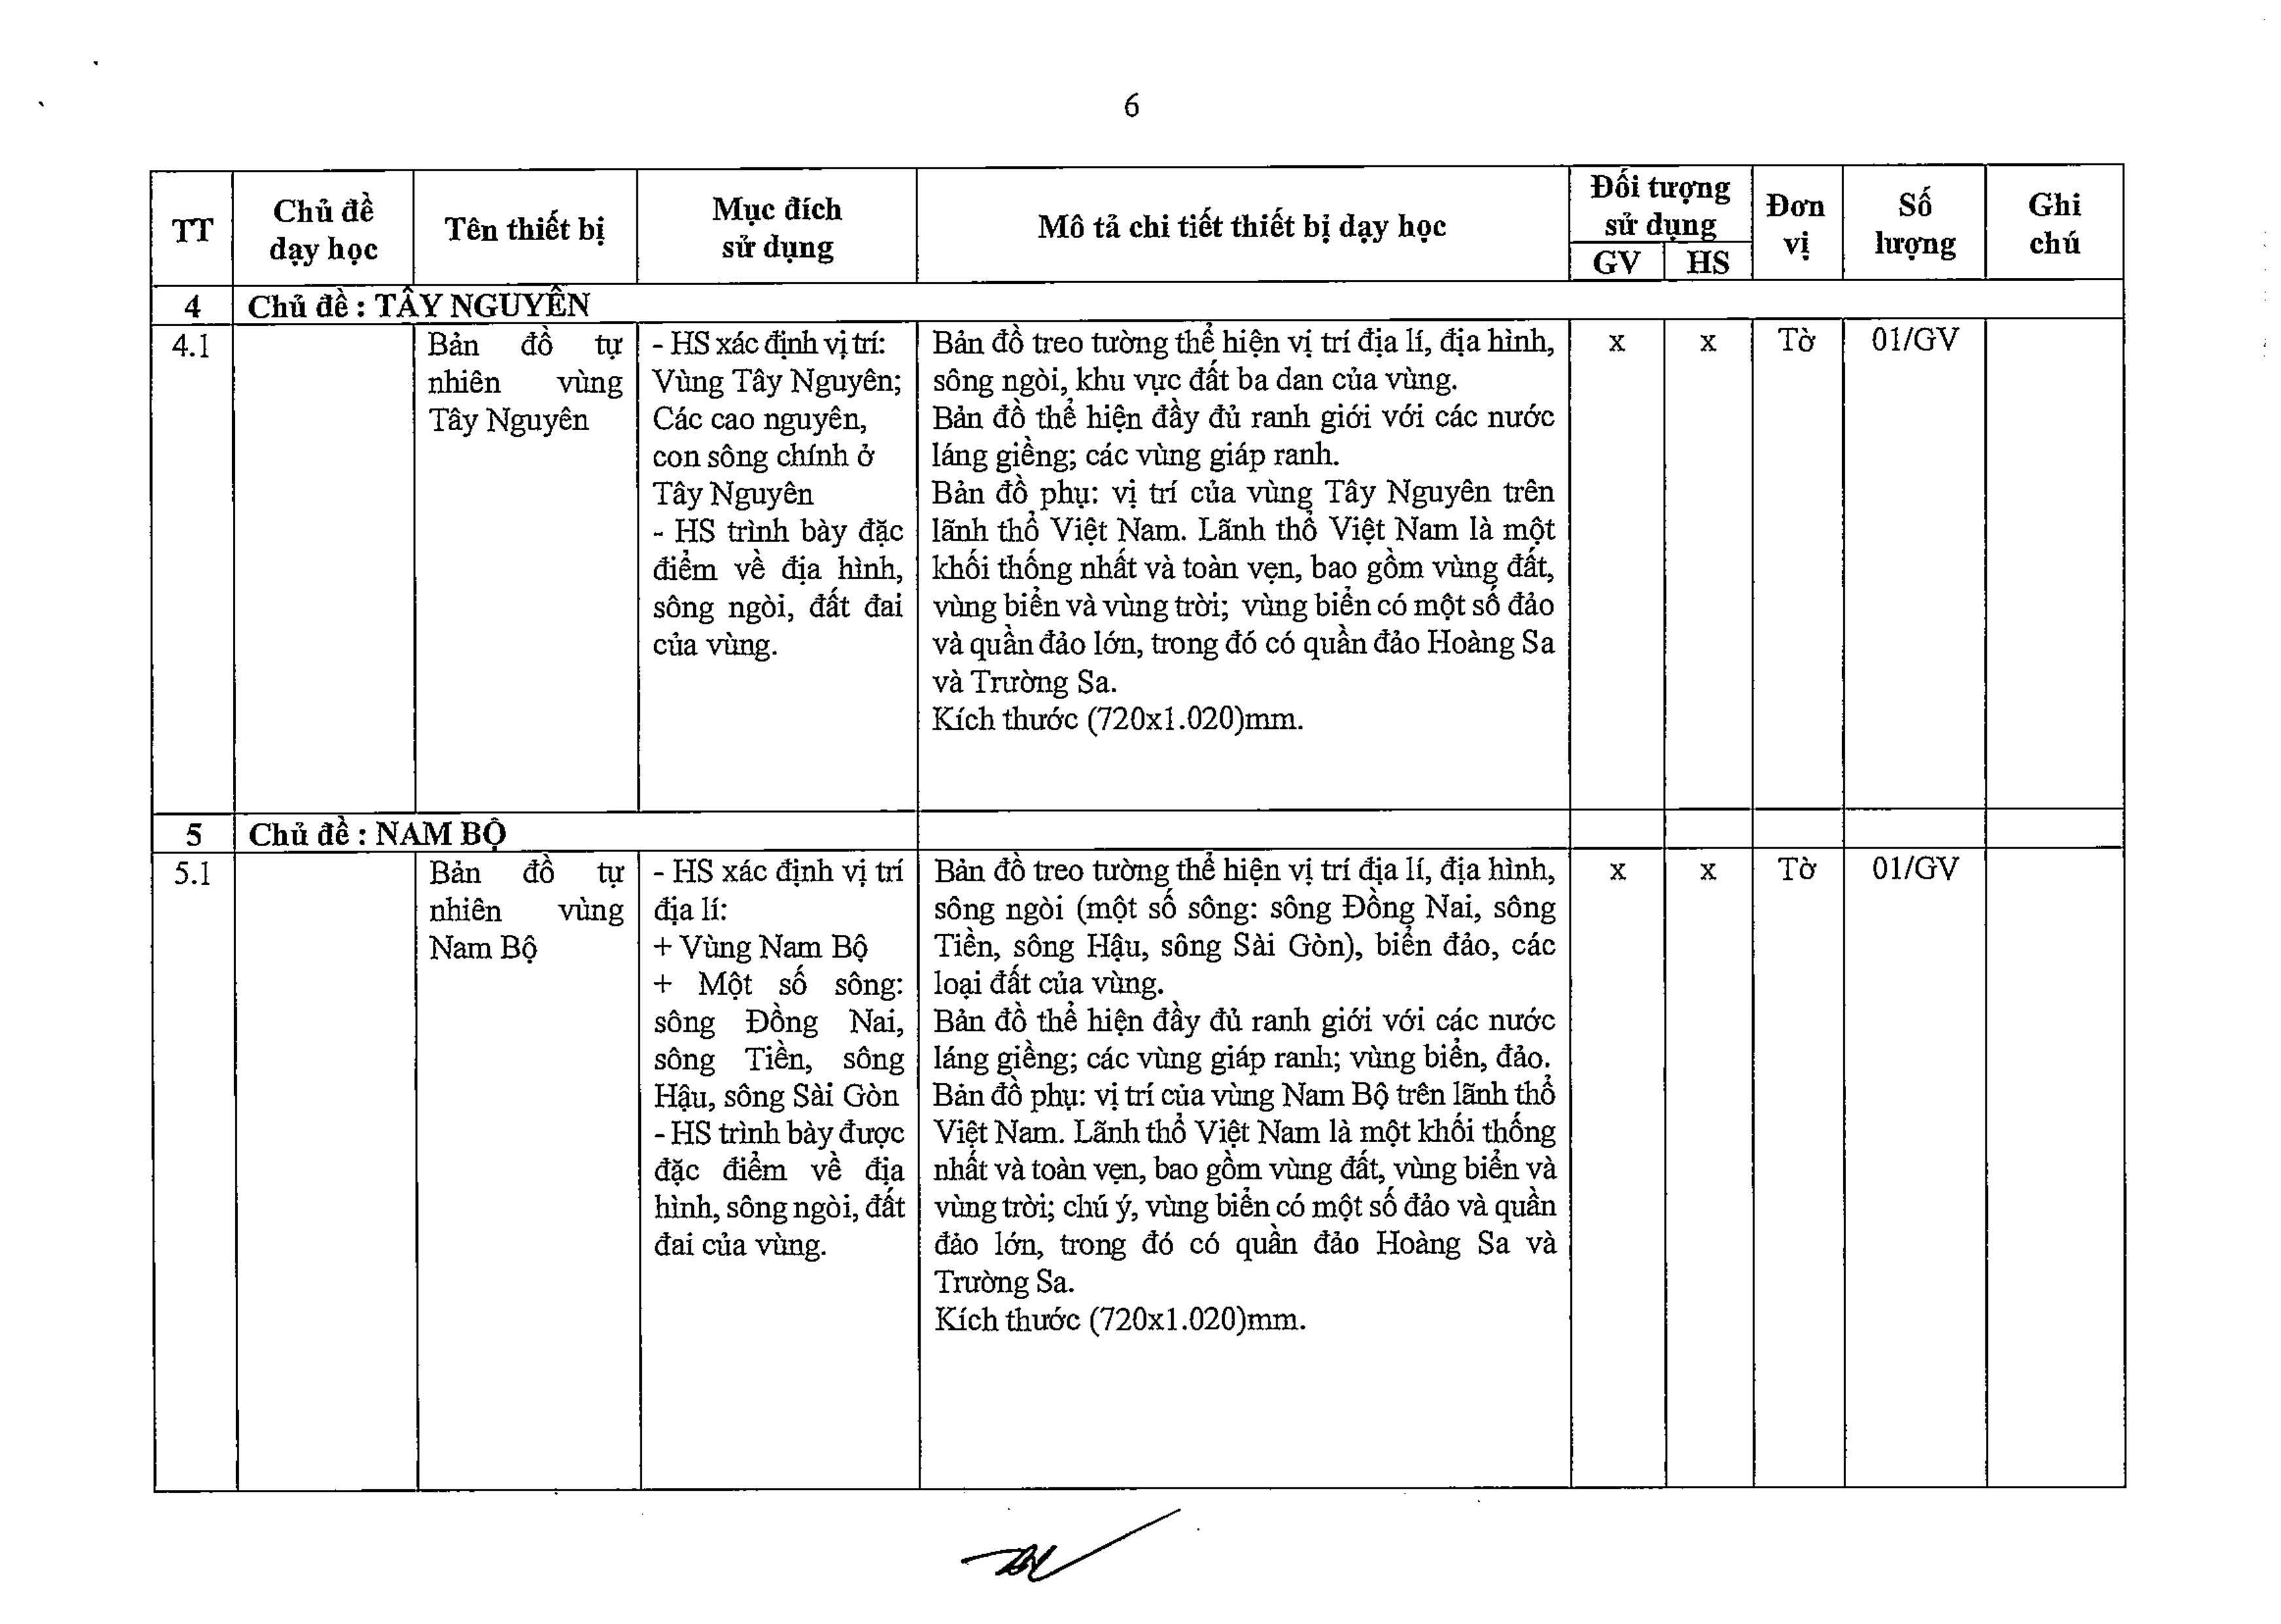 6
TT
Chủ đề
dạy học
Tên thiết bị
Mục đích
sử dụng
Mô tả chi tiết thiết bị dạy học
Đối tượng
sử dụng
GV
HS
Đơn
vị
Số
lượng
Ghi
chú
4
Chủ đề : TÂY NGUYÊN
4.1
Bản đồ tự
nhiên vùng
Tây Nguyên
- HS xác định vị trí:
Vùng Tây Nguyên;
Các cao nguyên,
con sông chính ở
Tây Nguyên
- HS trình bày đặc
điểm về địa hình,
sông ngòi, đất đai
của vùng.
Bản đồ treo tường thể hiện vị trí địa lí, địa hình,
sông ngòi, khu vực đất ba dan của vùng.
Bản đồ thể hiện đầy đủ ranh giới với các nước
láng giềng; các vùng giáp ranh.
Bản đồ phụ: vị trí của vùng Tây Nguyên trên
lãnh thổ Việt Nam. Lãnh thổ Việt Nam là một
khối thống nhất và toàn vẹn, bao gồm vùng đất,
vùng biển và vùng trời; vùng biển có một số đảo
và quần đảo lớn, trong đó có quần đảo Hoàng Sa
và Trường Sa.
Kích thước (720x1.020)mm.
x
x
Tờ
01/GV
5
Chủ đề : NAM BỘ
5.1
Bản đồ tự
nhiên vùng
Nam Bộ
- HS xác định vị trí
địa lí:
+ Vùng Nam Bộ
+ Một số sông:
sông Đồng Nai,
sông Tiền, sông
Hậu, sông Sài Gòn
- HS trình bày được
đặc điểm về địa
hình, sông ngòi, đất
đai của vùng.
Bản đồ treo tường thể hiện vị trí địa lí, địa hình,
sông ngòi (một số sông: sông Đồng Nai, sông
Tiền, sông Hậu, sông Sài Gòn), biển đảo, các
loại đất của vùng.
Bản đồ thể hiện đầy đủ ranh giới với các nước
láng giềng; các vùng giáp ranh; vùng biển, đảo.
Bản đồ phụ: vị trí của vùng Nam Bộ trên lãnh thổ
Việt Nam. Lãnh thổ Việt Nam là một khối thống
nhất và toàn vẹn, bao gồm vùng đất, vùng biển và
vùng trời; chú ý, vùng biển có một số đảo và quần
đảo lớn, trong đó có quần đảo Hoàng Sa và
Trường Sa.
Kích thước (720x1.020)mm.
x
x
Tờ
01/GV